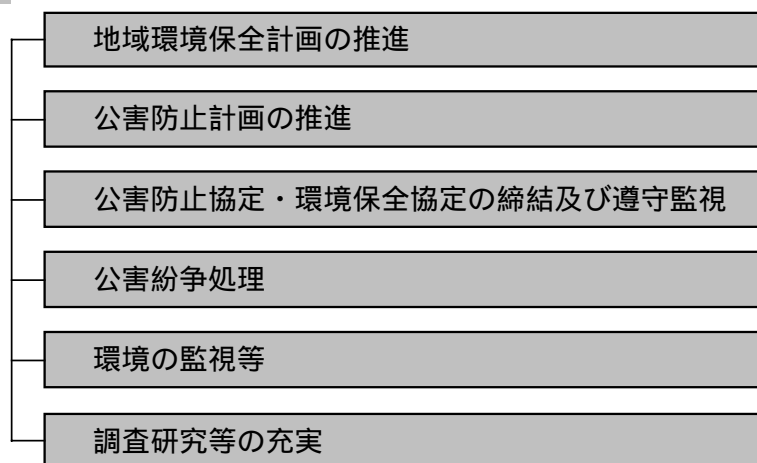 地域環境保全計画の推進
公害防止計画の推進
公害防止協定・環境保全協定の締結及び遵守監視
公害紛争処理
環境の監視等
調査研究等の充実